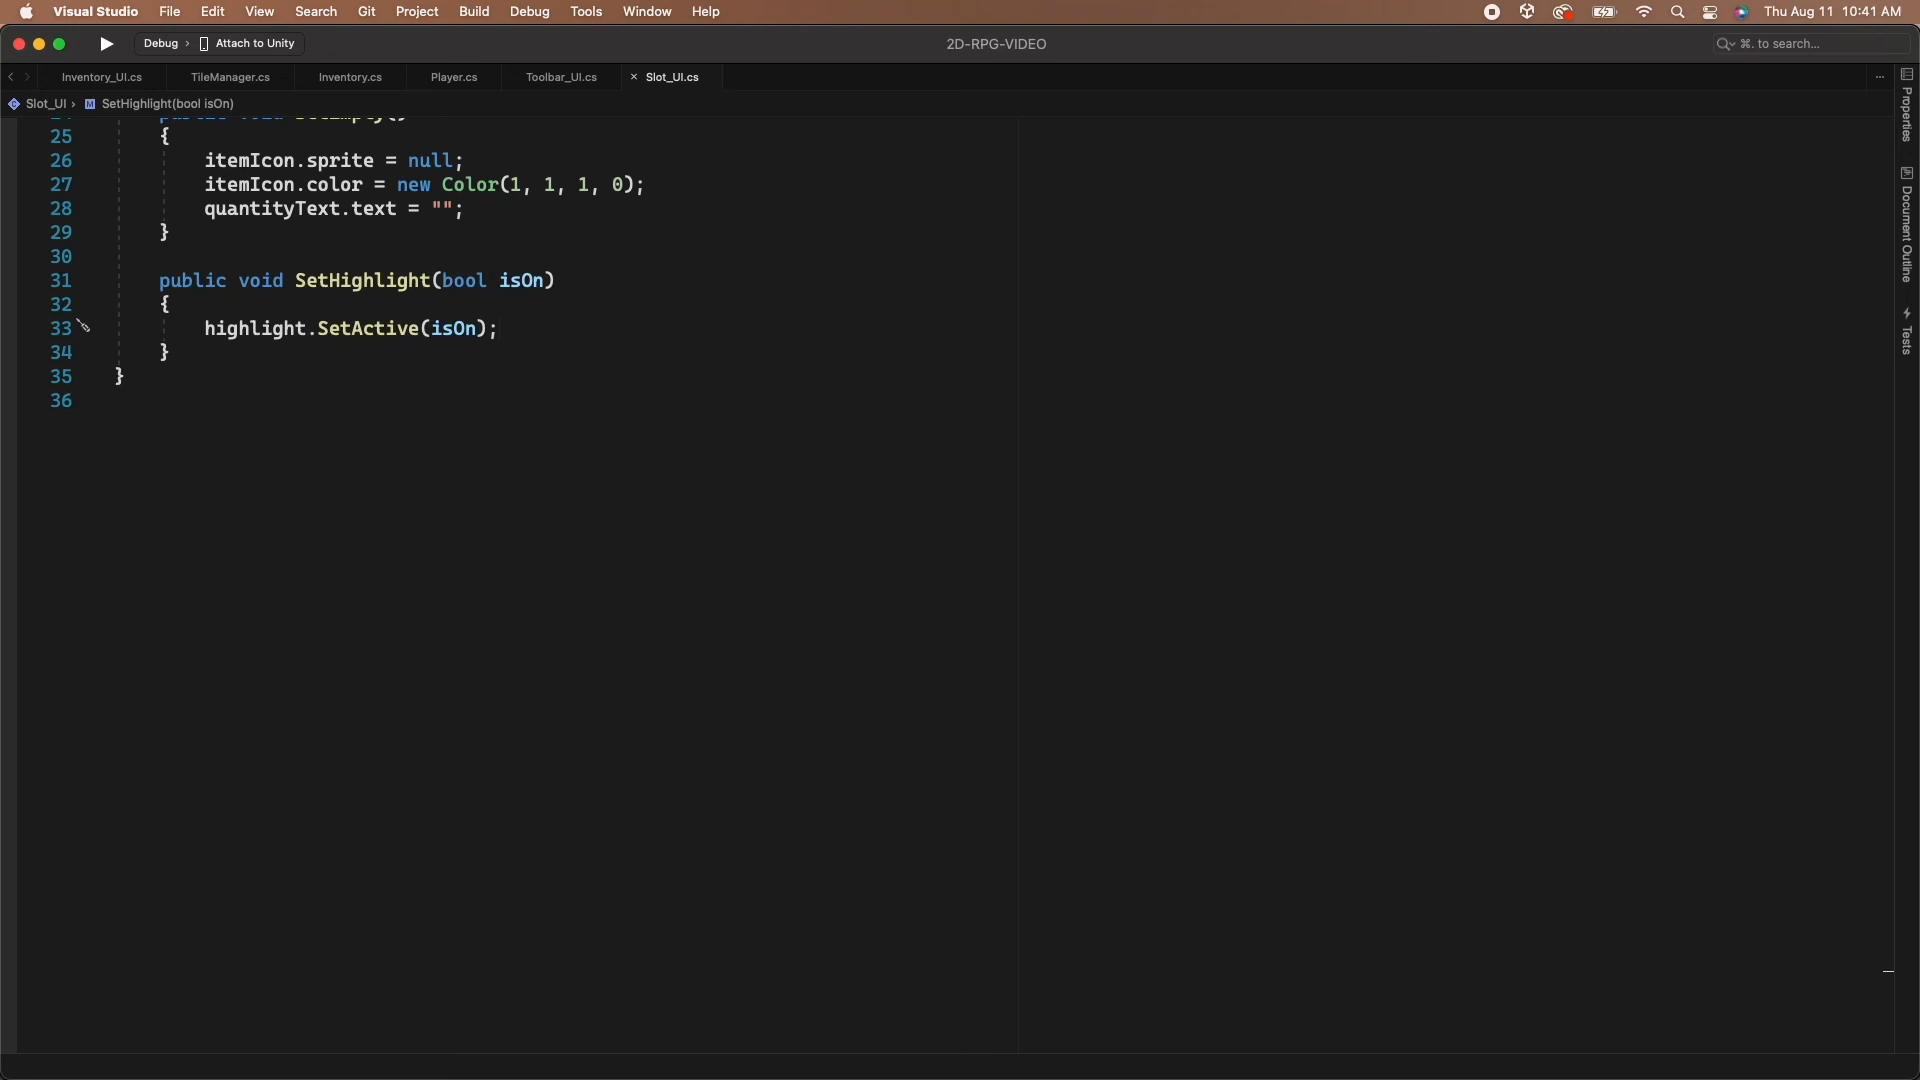 Visual Studio File Edit View Search Git Project Build Debug Tools Window Help Thu Aug 11 10:41 AM
Debug › Attach to Unity 2D-RPG-VIDEO ⌘. to search...
Inventory_UI.cs TileManager.cs Inventory.cs Player.cs Toolbar_UI.cs × Slot_UI.cs ...
Slot_UI › M SetHighlight(bool isOn)
25 {
26 itemIcon.sprite = null;
27 itemIcon.color = new Color(1, 1, 1, 0);
28 quantityText.text = "";
29 }
30
31 public void SetHighlight(bool isOn)
32 {
33 highlight.SetActive(isOn);
34 }
35 }
36
Properties
Document Outline
Tests